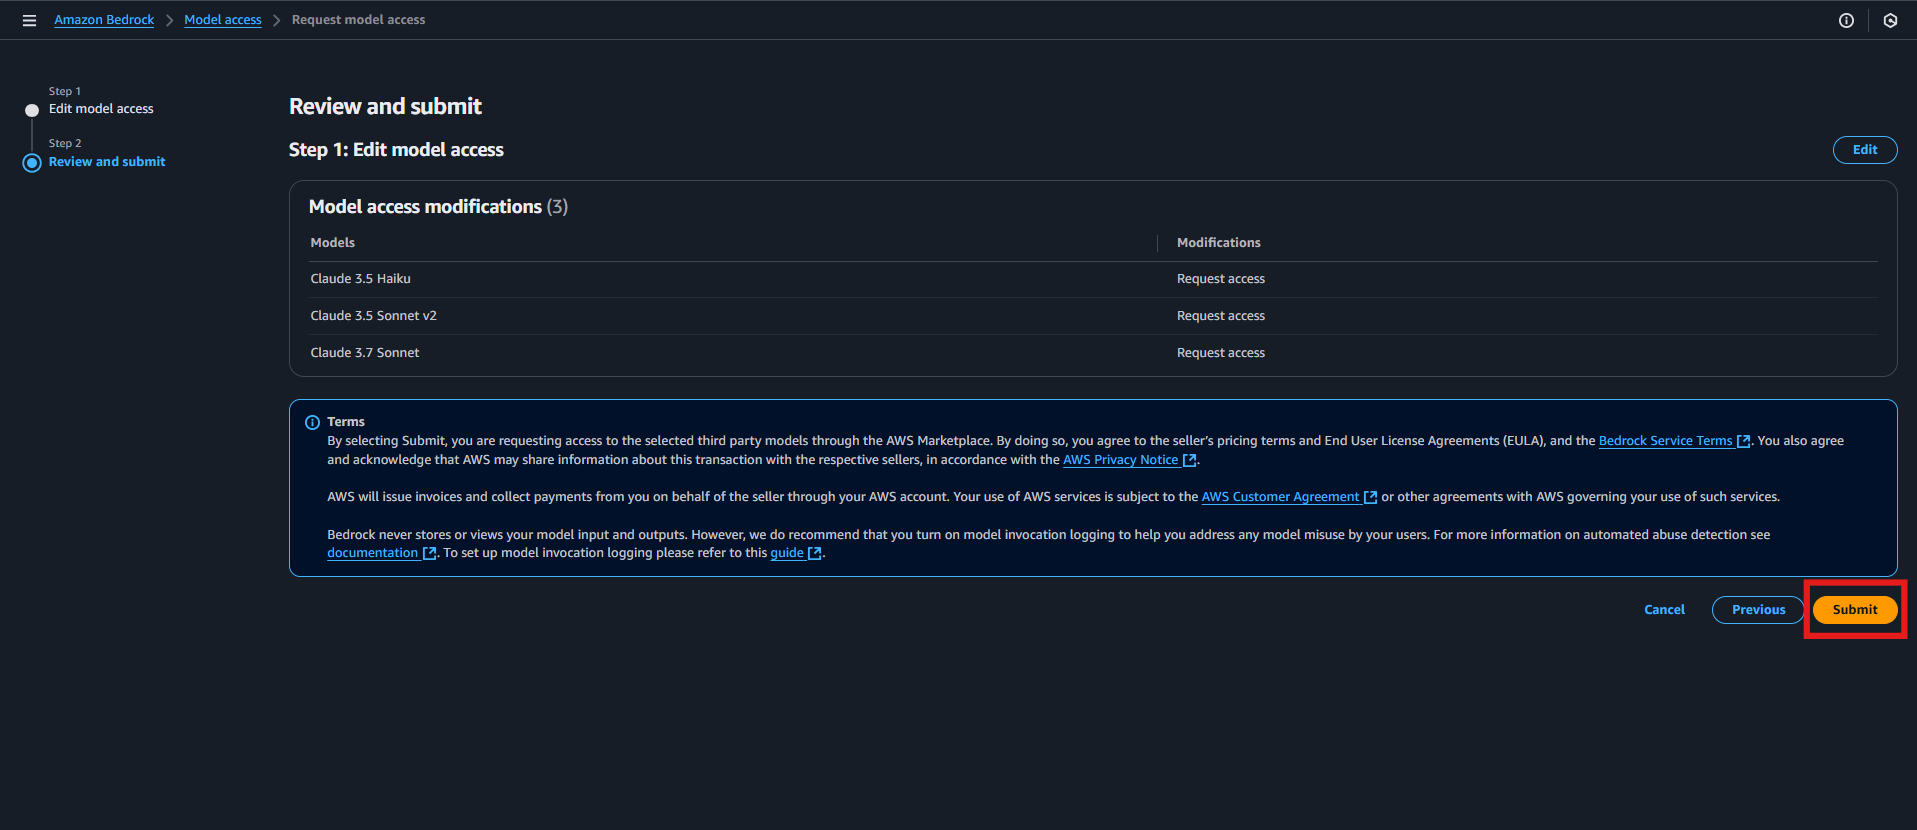 Amazon Bedrock > Model access > Request model access
Step 1
Edit model access
Step 2
Review and submit
Review and submit
Step 1: Edit model access
Edit
Model access modifications (3)
Models Modifications
Claude 3.5 Haiku Request access
Claude 3.5 Sonnet v2 Request access
Claude 3.7 Sonnet Request access
Terms
By selecting Submit, you are requesting access to the selected third party models through the AWS Marketplace. By doing so, you agree to the seller's pricing terms and End User License Agreements (EULA), and the Bedrock Service Terms. You also agree
and acknowledge that AWS may share information about this transaction with the respective sellers, in accordance with the AWS Privacy Notice.
AWS will issue invoices and collect payments from you on behalf of the seller through your AWS account. Your use of AWS services is subject to the AWS Customer Agreement or other agreements with AWS governing your use of such services.
Bedrock never stores or views your model input and outputs. However, we do recommend that you turn on model invocation logging to help you address any model misuse by your users. For more information on automated abuse detection see
documentation. To set up model invocation logging please refer to this guide.
Cancel Previous Submit